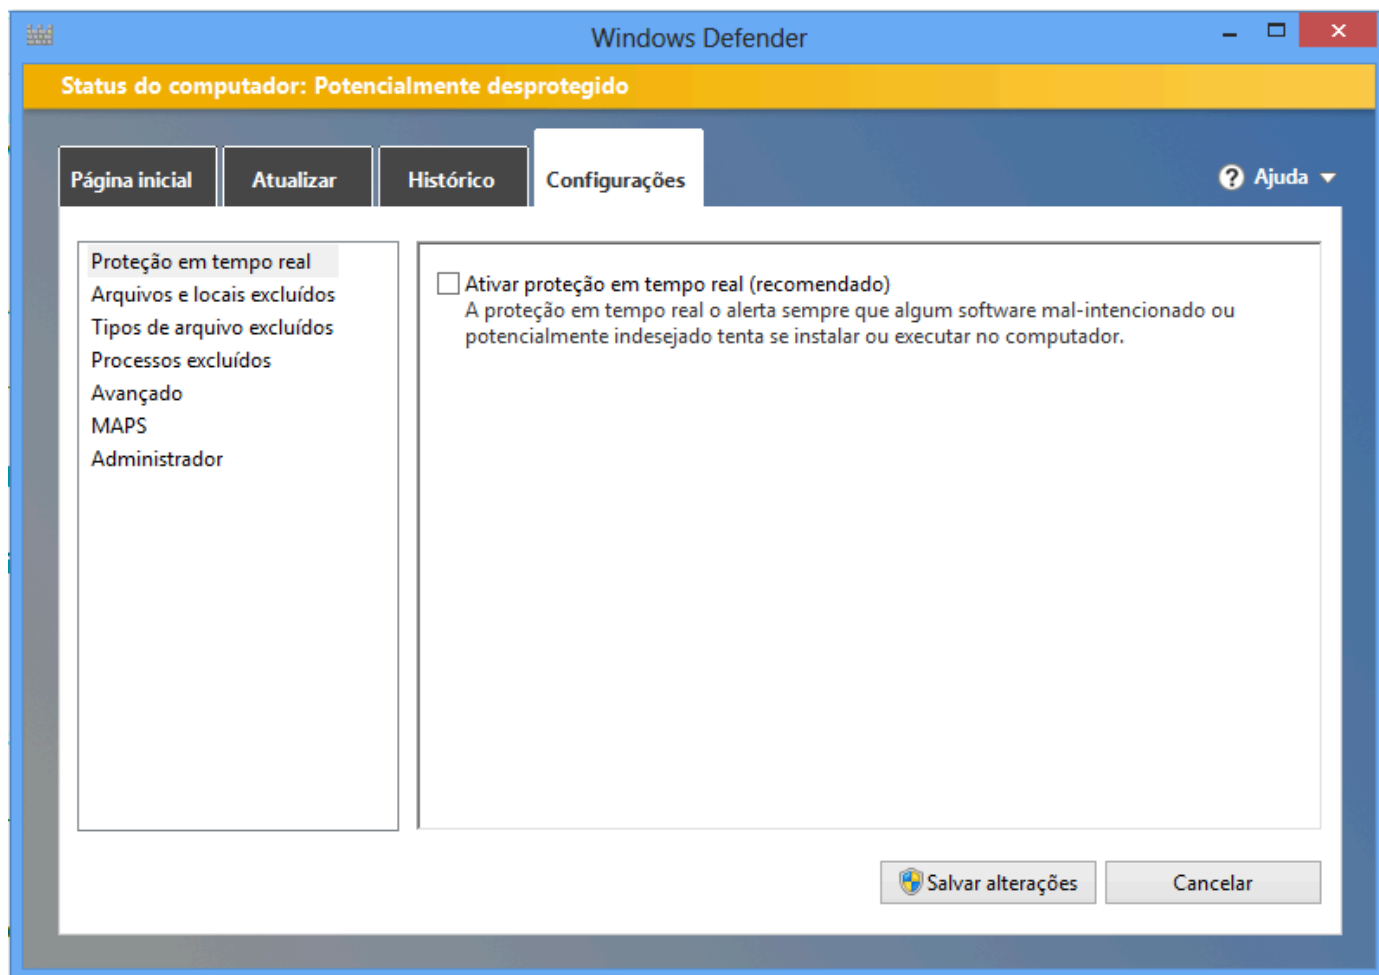 Windows Defender
Status do computador: Potencialmente desprotegido
Página inicial
Atualizar
Histórico
Configurações
? Ajuda
Proteção em tempo real
Arquivos e locais excluídos
Tipos de arquivo excluídos
Processos excluídos
Avançado
MAPS
Administrador
Ativar proteção em tempo real (recomendado)
A proteção em tempo real o alerta sempre que algum software mal-intencionado ou
potencialmente indesejado tenta se instalar ou executar no computador.
Salvar alterações
Cancelar